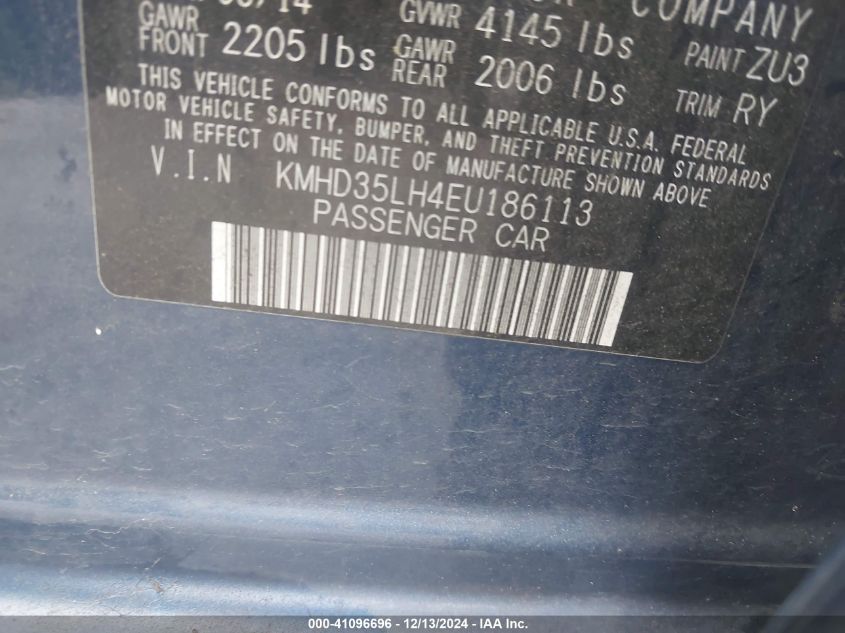 COMPANY
GAWR FRONT 2205 lbs
GVWR 4145 lbs
GAWR REAR 2006 lbs
PAINT ZU3
TRIM RY
THIS VEHICLE CONFORMS TO ALL APPLICABLE U.S.A. FEDERAL
MOTOR VEHICLE SAFETY, BUMPER, AND THEFT PREVENTION STANDARDS
IN EFFECT ON THE DATE OF MANUFACTURE SHOWN ABOVE
V.I.N KMHD35LH4EU186113
PASSENGER CAR
000-41096696 - 12/13/2024 - IAA Inc.